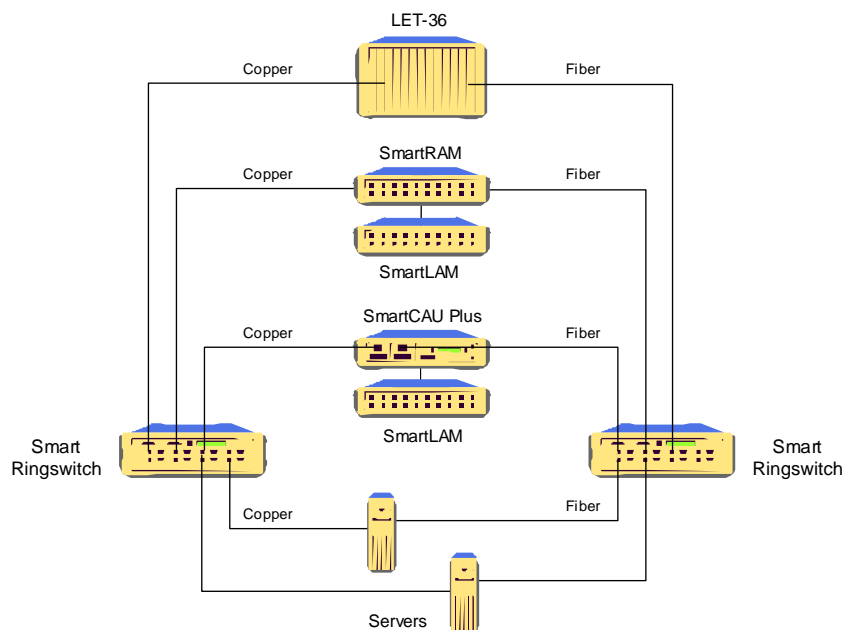 LET-36
Copper
Fiber
SmartRAM
Copper
Fiber
SmartLAM
SmartCAU Plus
Copper
Fiber
SmartLAM
Smart
Ringswitch
Smart
Ringswitch
Copper
Fiber
Servers